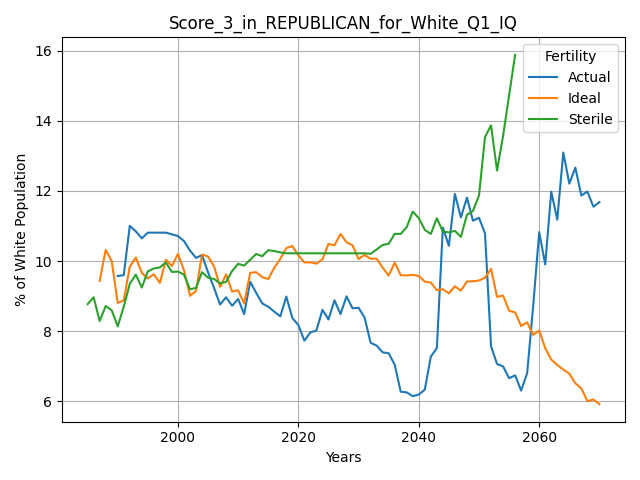 Score_3_in_REPUBLICAN_for_White_Q1_IQ
16
14
12
10
8
6
% of White Population
2000
2020
2040
2060
Years
Fertility
Actual
Ideal
Sterile